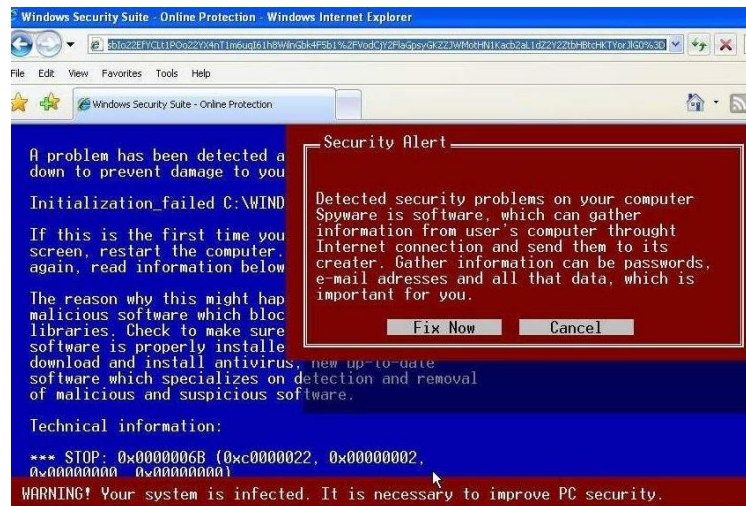 Windows Security Suite - Online Protection - Windows Internet Explorer
File Edit View Favorites Tools Help
Windows Security Suite - Online Protection
A problem has been detected a
down to prevent damage to you
Initialization_failed C:\WIND
If this is the first time you
screen, restart the computer.
again, read information below
The reason why this might hap
malicious software which bloc
libraries. Check to make sure
software is properly installe
download and install antivirus, new up-to-date
software which specializes on detection and removal
of malicious and suspicious software.
Technical information:
*** STOP: 0x0000006B (0xc0000022, 0x00000002,
0x00000000 0x00000000)
Security Alert
Detected security problems on your computer
Spyware is software, which can gather
information from user's computer throught
Internet connection and send them to its
creater. Gather information can be passwords,
e-mail adresses and all that data, which is
important for you.
Fix Now Cancel
WARNING! Your system is infected. It is necessary to improve PC security.